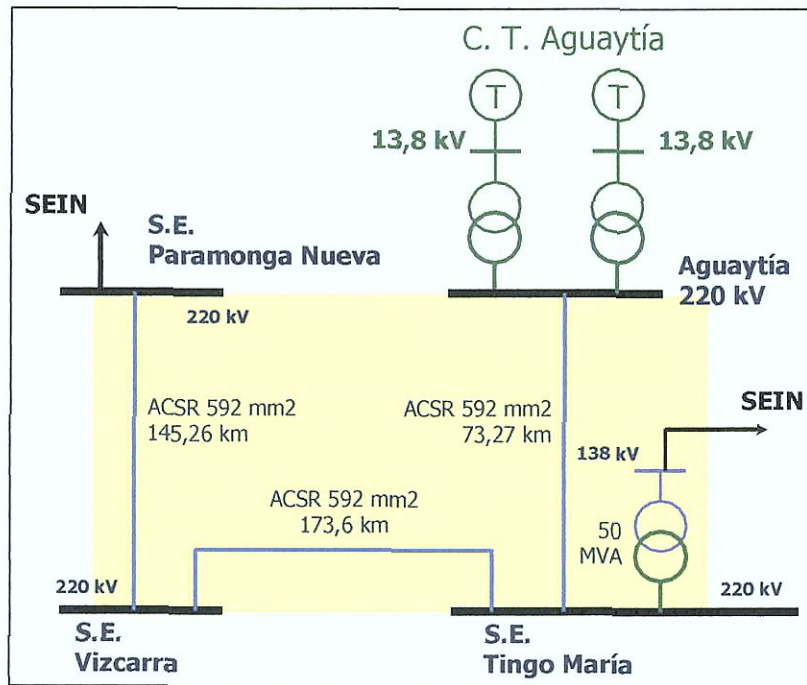 C. T. Aguaytía
T
T
13,8 kV
13,8 kV
SEIN
S.E.
Paramonga Nueva
Aguaytía
220 kV
220 kV
ACSR 592 mm2
145,26 km
ACSR 592 mm2
73,27 km
SEIN
138 kV
ACSR 592 mm2
173,6 km
50
MVA
220 kV
220 kV
S.E.
Vizcarra
S.E.
Tingo María